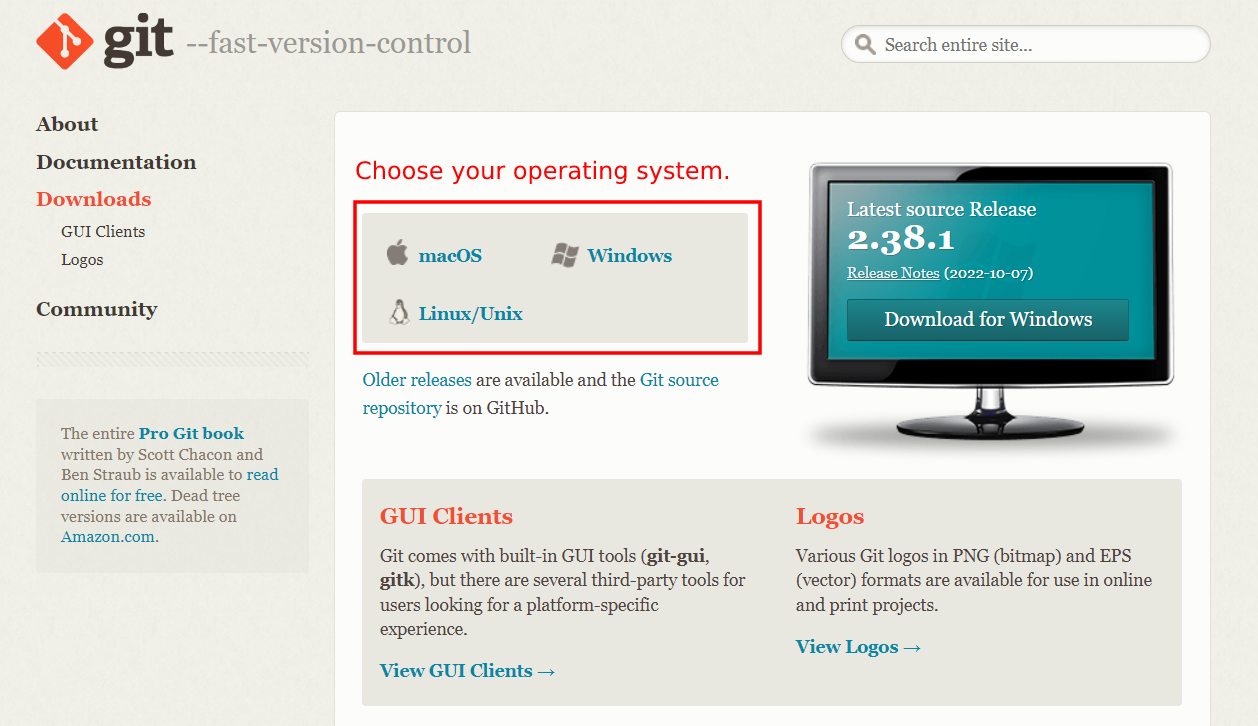 git --fast-version-control
Search entire site...
About
Documentation
Downloads
GUI Clients
Logos
Community
The entire Pro Git book
written by Scott Chacon and
Ben Straub is available to read
online for free. Dead tree
versions are available on
Amazon.com.
Choose your operating system.
macOS
Windows
Linux/Unix
Older releases are available and the Git source
repository is on GitHub.
Latest source Release
2.38.1
Release Notes (2022-10-07)
Download for Windows
GUI Clients
Git comes with built-in GUI tools (git-gui,
gitk), but there are several third-party tools for
users looking for a platform-specific
experience.
View GUI Clients →
Logos
Various Git logos in PNG (bitmap) and EPS
(vector) formats are available for use in online
and print projects.
View Logos →